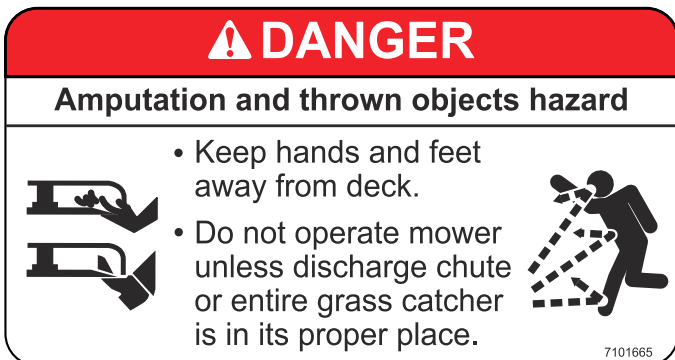 DANGER
Amputation and thrown objects hazard
• Keep hands and feet
away from deck.
• Do not operate mower
unless discharge chute
or entire grass catcher
is in its proper place.
7101665